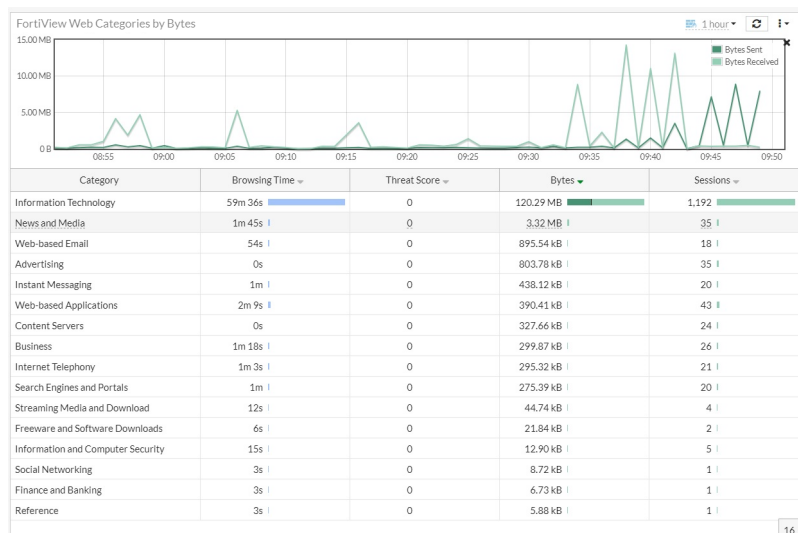 FortiView Web Categories by Bytes
1 hour
15.00 MB
10.00 MB
5.00 MB
0 B
Bytes Sent
Bytes Received
08:55 09:00 09:05 09:10 09:15 09:20 09:25 09:30 09:35 09:40 09:45 09:50
Category Browsing Time Threat Score Bytes Sessions
Information Technology 59m 36s 0 120.29 MB 1,192
News and Media 1m 45s 0 3.32 MB 35
Web-based Email 54s 0 895.54 kB 18
Advertising 0s 0 803.78 kB 35
Instant Messaging 1m 0 438.12 kB 20
Web-based Applications 2m 9s 0 390.41 kB 43
Content Servers 0s 0 327.66 kB 24
Business 1m 18s 0 299.87 kB 26
Internet Telephony 1m 3s 0 295.32 kB 21
Search Engines and Portals 1m 0 275.39 kB 20
Streaming Media and Download 12s 0 44.74 kB 4
Freeware and Software Downloads 6s 0 21.84 kB 2
Information and Computer Security 15s 0 12.90 kB 5
Social Networking 3s 0 8.72 kB 1
Finance and Banking 3s 0 6.73 kB 1
Reference 3s 0 5.88 kB 1
16